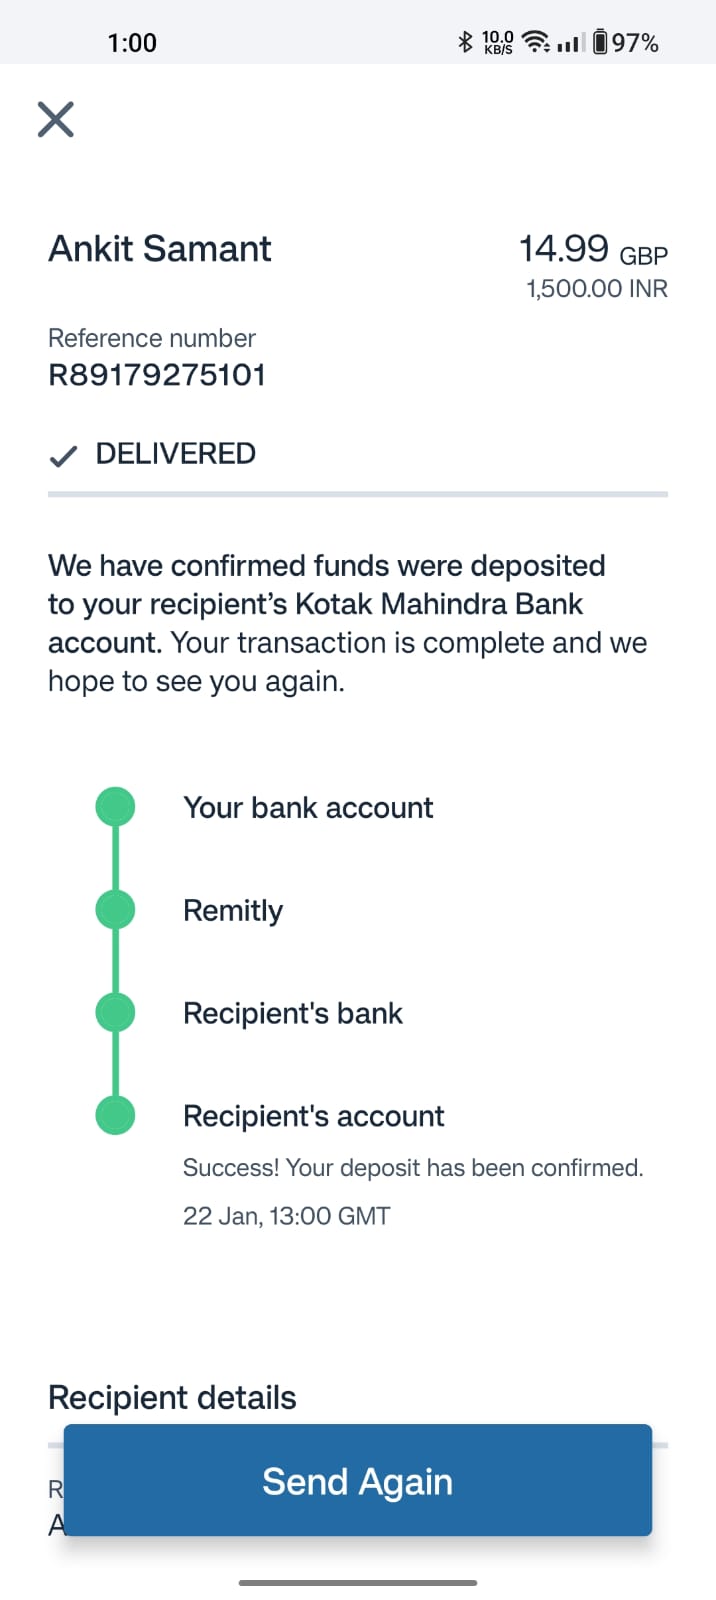 1:00
10.0
KB/S
97%
Ankit Samant
14.99 GBP
1,500.00 INR
Reference number
R89179275101
DELIVERED
We have confirmed funds were deposited
to your recipient’s Kotak Mahindra Bank
account. Your transaction is complete and we
hope to see you again.
Your bank account
Remitly
Recipient's bank
Recipient's account
Success! Your deposit has been confirmed.
22 Jan, 13:00 GMT
Recipient details
R
A
Send Again